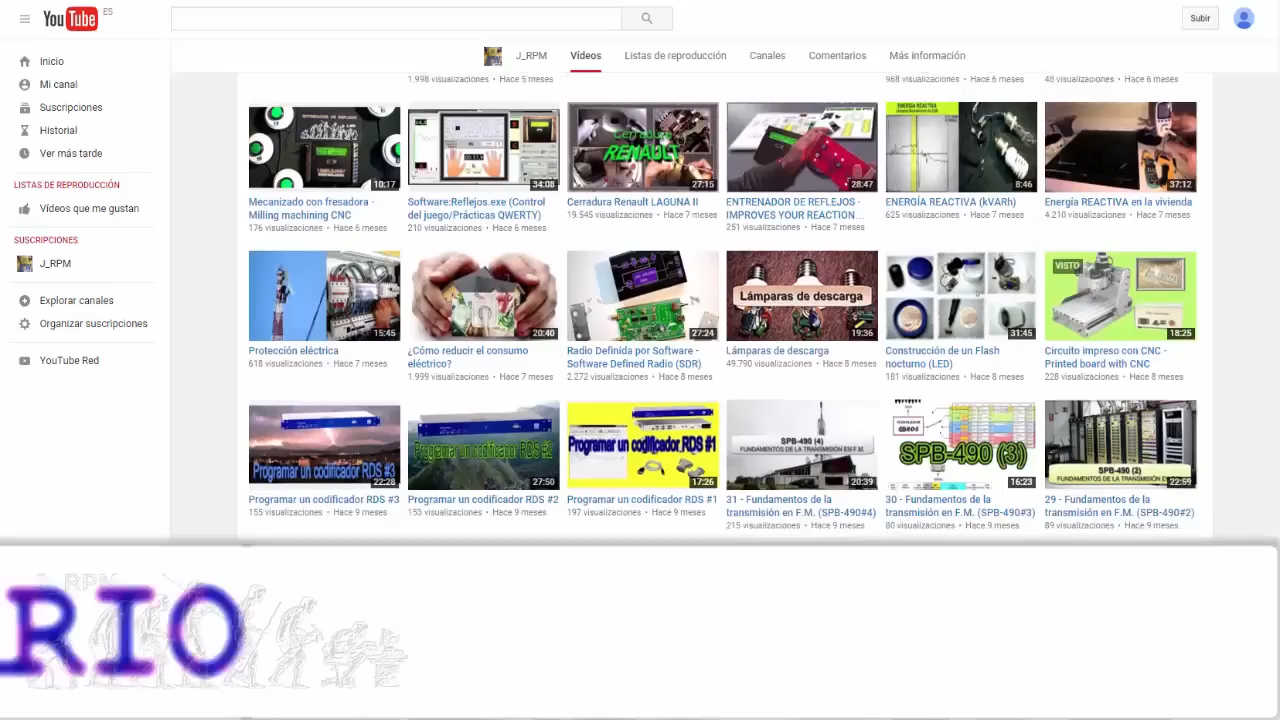 YouTube ES
Subir
Inicio
Mi canal
Suscripciones
Historial
Ver más tarde
LISTAS DE REPRODUCCIÓN
Vídeos que me gustan
SUSCRIPCIONES
J_RPM
Explorar canales
Organizar suscripciones
YouTube Red
J_RPM Vídeos Listas de reproducción Canales Comentarios Más información
1.998 visualizaciones • Hace 5 meses
968 visualizaciones • Hace 6 meses
48 visualizaciones • Hace 6 meses
10:17
Mecanizado con fresadora -
Milling machining CNC
176 visualizaciones • Hace 6 meses
34:08
Software:Reflejos.exe (Control
del juego/Prácticas QWERTY)
210 visualizaciones • Hace 6 meses
Cerradura
RENAULT
27:15
Cerradura Renault LAGUNA II
19.545 visualizaciones • Hace 7 meses
28:47
ENTRENADOR DE REFLEJOS -
IMPROVES YOUR REACTION...
251 visualizaciones • Hace 7 meses
ENERGÍA REACTIVA
8:46
ENERGÍA REACTIVA (kVARh)
625 visualizaciones • Hace 7 meses
37:12
Energía REACTIVA en la vivienda
4.210 visualizaciones • Hace 7 meses
15:45
Protección eléctrica
618 visualizaciones • Hace 7 meses
20:40
¿Cómo reducir el consumo
eléctrico?
1.999 visualizaciones • Hace 7 meses
27:24
Radio Definida por Software -
Software Defined Radio (SDR)
2.272 visualizaciones • Hace 8 meses
Lámparas de descarga
19:36
Lámparas de descarga
49.790 visualizaciones • Hace 8 meses
31:45
Construcción de un Flash
nocturno (LED)
181 visualizaciones • Hace 8 meses
VISTO
18:25
Circuito impreso con CNC -
Printed board with CNC
228 visualizaciones • Hace 8 meses
Programar un codificador RDS #3
22:28
Programar un codificador RDS #3
155 visualizaciones • Hace 9 meses
Programar un codificador RDS #2
27:50
Programar un codificador RDS #2
153 visualizaciones • Hace 9 meses
Programar un codificador RDS #1
17:26
Programar un codificador RDS #1
197 visualizaciones • Hace 9 meses
SPB-490 (4)
FUNDAMENTOS DE LA TRANSMISIÓN EN F.M.
20:39
31 - Fundamentos de la
transmisión en F.M. (SPB-490#4)
215 visualizaciones • Hace 9 meses
SPB-490 (3)
16:23
30 - Fundamentos de la
transmisión en F.M. (SPB-490#3)
80 visualizaciones • Hace 9 meses
SPB-490 (2)
FUNDAMENTOS DE LA TRANSMISIÓN EN F.M.
22:59
29 - Fundamentos de la
transmisión en F.M. (SPB-490#2)
89 visualizaciones • Hace 9 meses
J_RPM
RIO